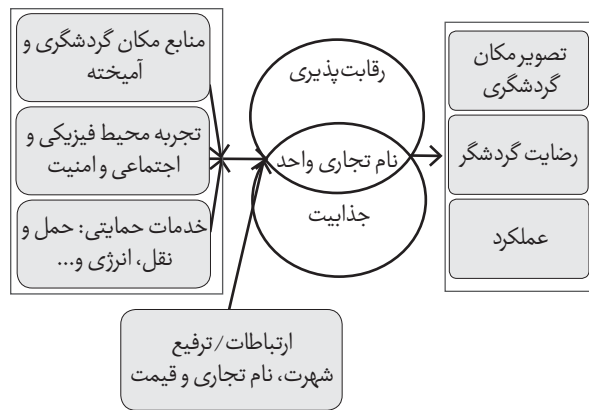 منابع مکان گردشگری و
آمیخته
تجربه محیط فیزیکی و
اجتماعی و امنیت
خدمات حمایتی: حمل و
نقل، انرژی و...
رقابت‌پذیری
نام تجاری واحد
جذابیت
تصویر مکان
گردشگری
رضایت گردشگر
عملکرد
ارتباطات/ترفیع
شهرت، نام تجاری و قیمت